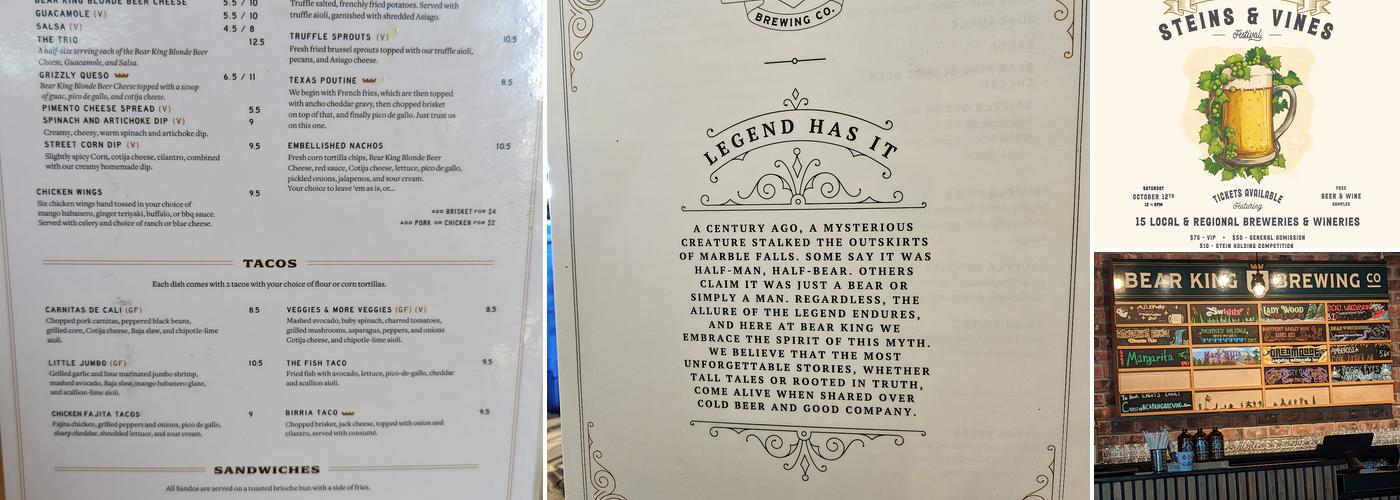 BEAR KING BLONDE BEER CHEESE 5.5 / 10
GUACAMOLE (V) 5.5 / 10
SALSA (V) 4.5 / 8
THE TRIO 12.5
A half-size serving each of the Bear King Blonde Beer
Cheese, Guacamole, and Salsa.
GRIZZLY QUESO 6.5 / 11
Bear King Blonde Beer Cheese topped with a scoop
of guac, pico de gallo, and cotija cheese.
PIMENTO CHEESE SPREAD (V) 5.5
SPINACH AND ARTICHOKE DIP (V) 9
Creamy, cheesy, warm spinach and artichoke dip.
STREET CORN DIP (V) 9.5
Slightly spicy Corn, cotija cheese, cilantro, combined
with our creamy homemade dip.
CHICKEN WINGS 9.5
Six chicken wings hand tossed in your choice of
mango habanero, ginger teriyaki, buffalo, or bbq sauce.
Served with celery and choice of ranch or blue cheese.
Truffle salted, frenchly fried potatoes. Served with
truffle aioli, garnished with shredded Asiago.
TRUFFLE SPROUTS (V) 10.5
Fresh fried brussel sprouts topped with our truffle aioli,
pecans, and Asiago cheese.
TEXAS POUTINE 8.5
We begin with French fries, which are then topped
with ancho cheddar gravy, then chopped brisket
on top of that, and finally pico de gallo. Just trust us
on this one.
EMBELLISHED NACHOS 10.5
Fresh corn tortilla chips, Bear King Blonde Beer
Cheese, red sauce, Cotija cheese, lettuce, pico de gallo,
pickled onions, jalapenos, and sour cream.
Your choice to leave 'em as is, or...
ADD BRISKET FOR $4
ADD PORK OR CHICKEN FOR $2
TACOS
Each dish comes with 2 tacos with your choice of flour or corn tortillas.
CARNITAS DE CALI (GF) 8.5
Chopped pork carnitas, peppered black beans,
grilled corn, Cotija cheese, Baja slaw, and chipotle-lime
aioli.
LITTLE JUMBO (GF) 10.5
Grilled garlic and lime marinated jumbo shrimp,
mashed avocado, Baja slaw, mango habanero glaze,
and scallion-lime aioli.
CHICKEN FAJITA TACOS 9
Fajita chicken, grilled peppers and onions, pico de gallo,
sharp cheddar, shredded lettuce, and sour cream.
VEGGIES & MORE VEGGIES (GF) (V) 8.5
Mashed avocado, baby spinach, charred tomatoes,
grilled mushrooms, asparagus, peppers, and onions
Cotija cheese, and chipotle-lime aioli.
THE FISH TACO 9.5
Fried fish with avocado, lettuce, pico-de-gallo, cheddar
and scallion aioli.
BIRRIA TACO 9.5
Chopped brisket, jack cheese, topped with onion and
cilantro, served with consumé.
SANDWICHES
All Sandos are served on a toasted brioche bun with a side of fries.
BREWING CO.
LEGEND HAS IT
A CENTURY AGO, A MYSTERIOUS
CREATURE STALKED THE OUTSKIRTS
OF MARBLE FALLS. SOME SAY IT WAS
HALF-MAN, HALF-BEAR. OTHERS
CLAIM IT WAS JUST A BEAR OR
SIMPLY A MAN. REGARDLESS, THE
ALLURE OF THE LEGEND ENDURES,
AND HERE AT BEAR KING WE
EMBRACE THE SPIRIT OF THIS MYTH.
WE BELIEVE THAT THE MOST
UNFORGETTABLE STORIES, WHETHER
TALL TALES OR ROOTED IN TRUTH,
COME ALIVE WHEN SHARED OVER
COLD BEER AND GOOD COMPANY.
STEINS & VINES
Festival
SATURDAY
OCTOBER 12TH
12 - 6PM
TICKETS AVAILABLE
Featuring
FREE
BEER & WINE
SAMPLES
15 LOCAL & REGIONAL BREWERIES & WINERIES
$75 - VIP • $50 - GENERAL ADMISSION
$10 - STEIN HOLDING COMPETITION
BEAR KING BREWING CO
Swiggy
LADY WOOD
Margarita
DREAMBOAT
AMBROSIA